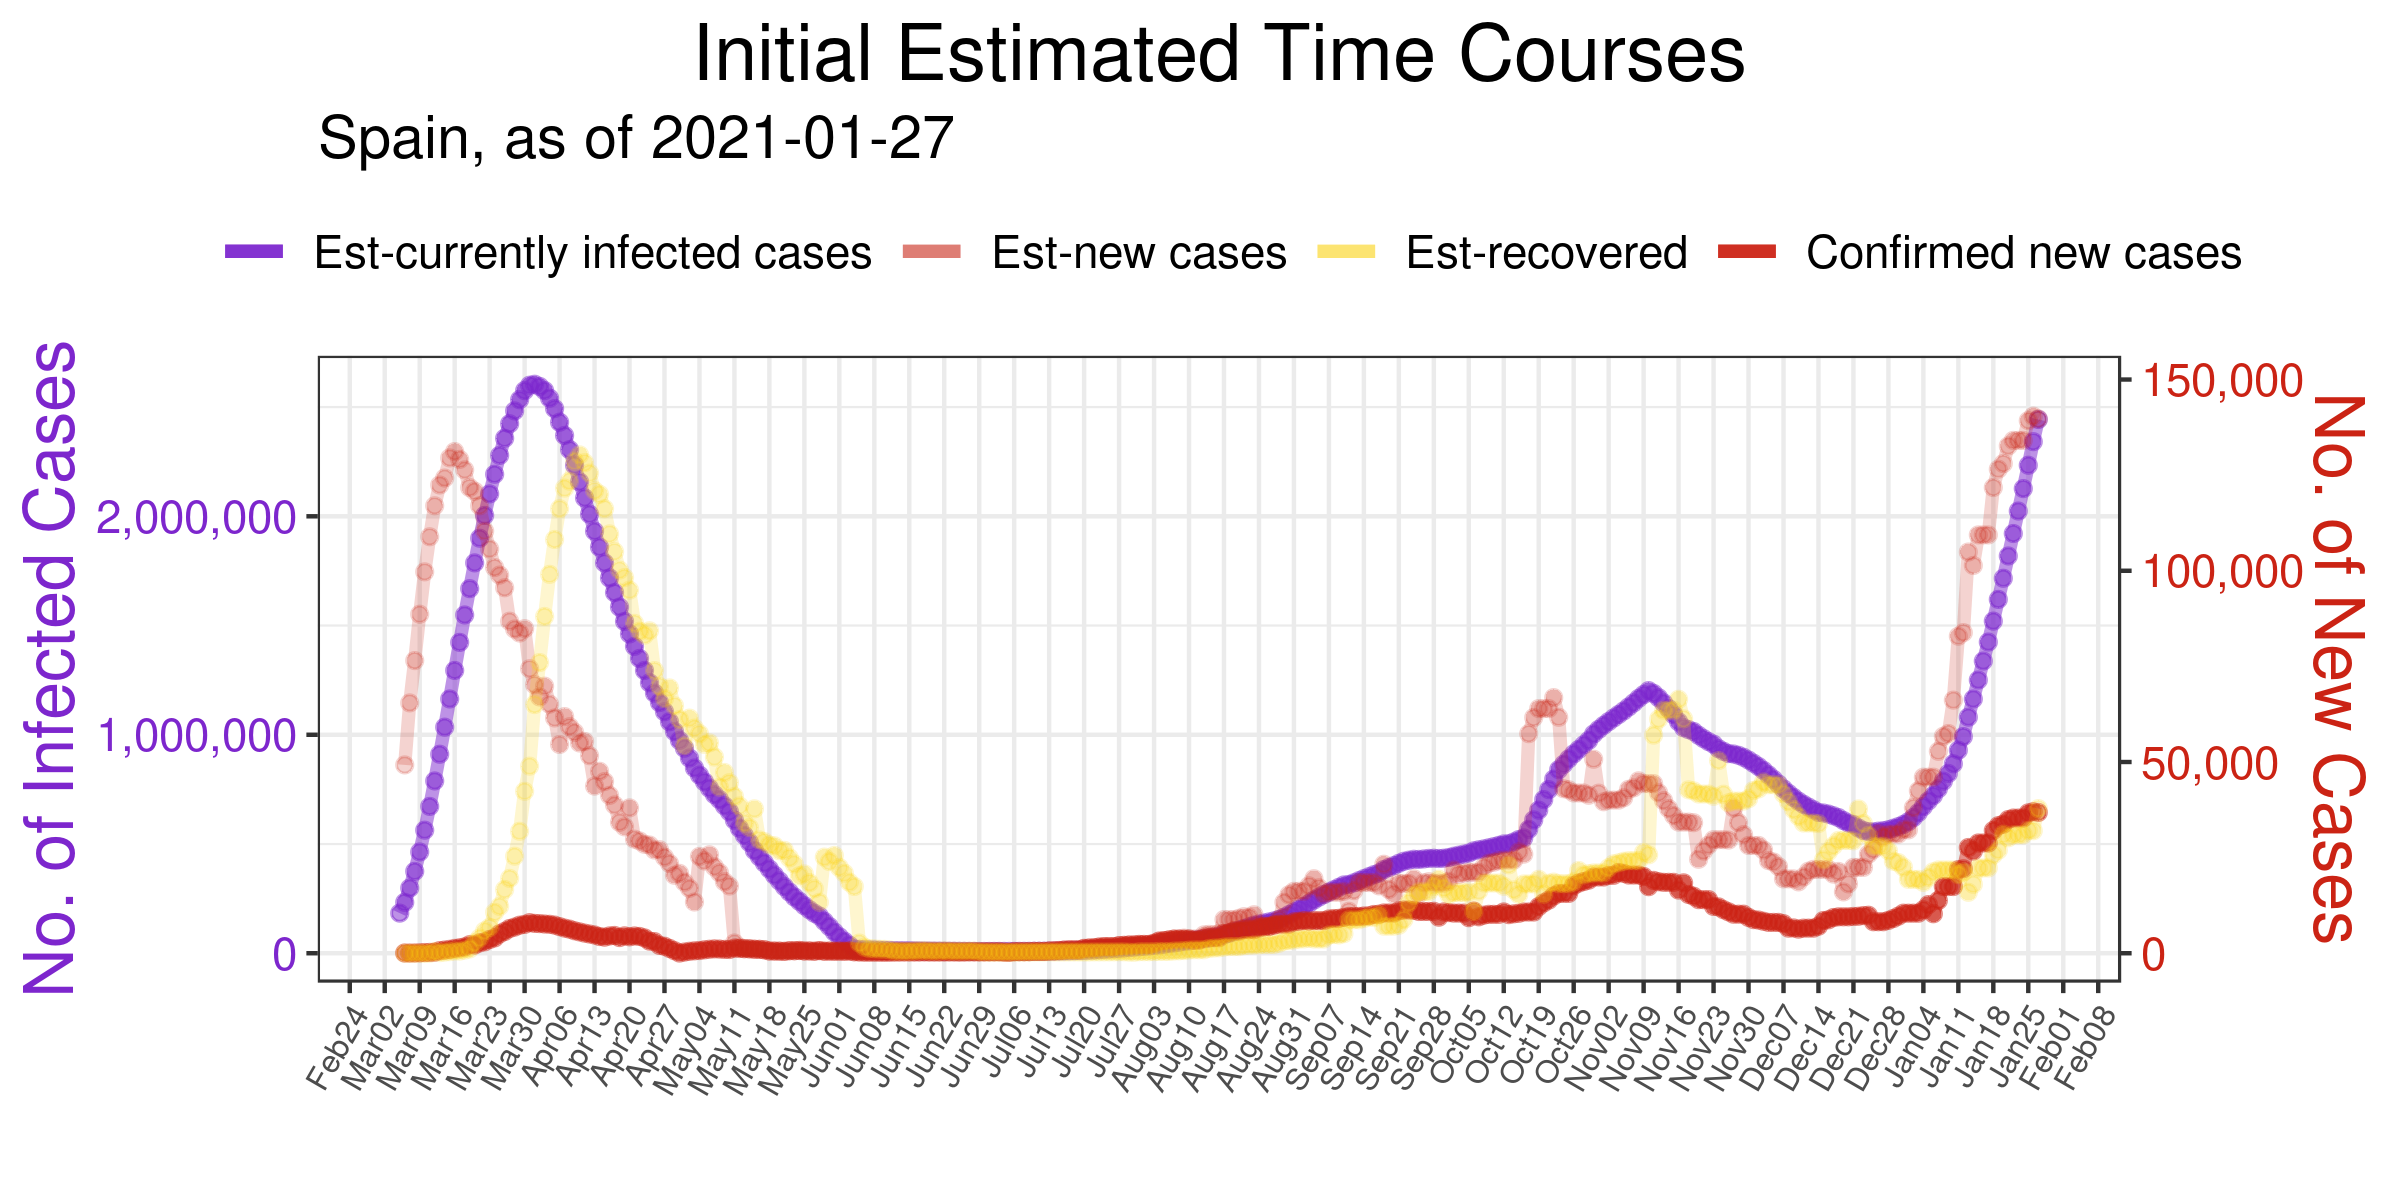 Initial Estimated Time Courses
Spain, as of 2021-01-27
Est-currently infected cases
Est-new cases
Est-recovered
Confirmed new cases
No. of Infected Cases
2,000,000
1,000,000
0
150,000
100,000
50,000
0
No. of New Cases
Feb24
Mar02
Mar09
Mar16
Mar23
Mar30
Apr06
Apr13
Apr20
Apr27
May04
May11
May18
May25
Jun01
Jun08
Jun15
Jun22
Jun29
Jul06
Jul13
Jul20
Jul27
Aug03
Aug10
Aug17
Aug24
Aug31
Sep07
Sep14
Sep21
Sep28
Oct05
Oct12
Oct19
Oct26
Nov02
Nov09
Nov16
Nov23
Nov30
Dec07
Dec14
Dec21
Dec28
Jan04
Jan11
Jan18
Jan25
Feb01
Feb08